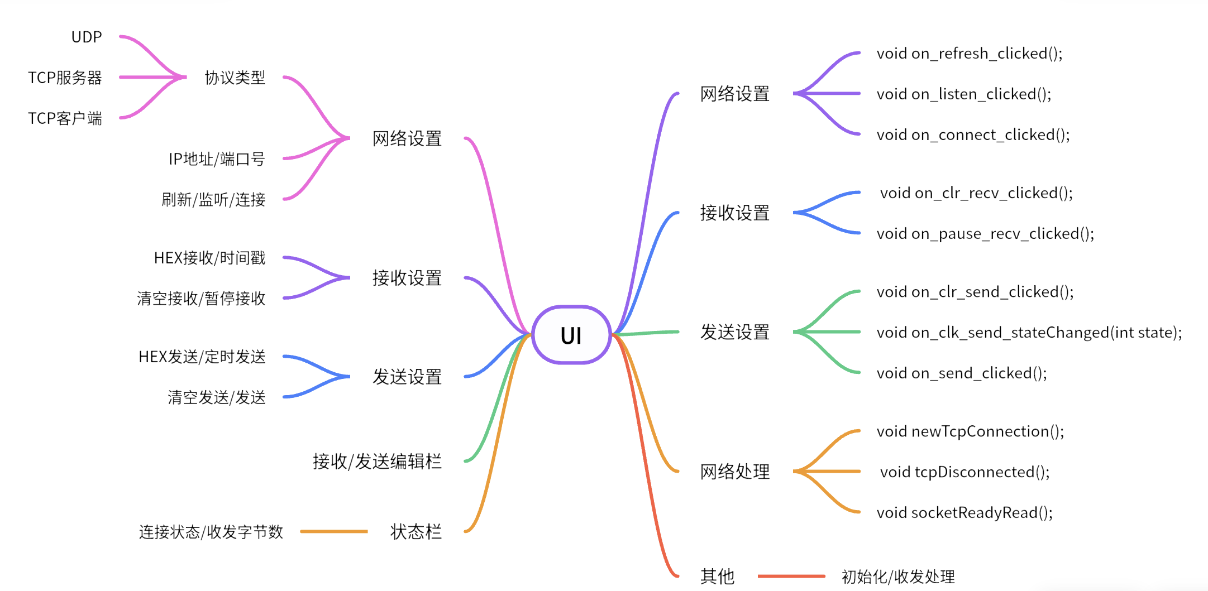 UI
网络设置
协议类型
UDP
TCP服务器
TCP客户端
IP地址/端口号
刷新/监听/连接
接收设置
HEX接收/时间戳
清空接收/暂停接收
发送设置
HEX发送/定时发送
清空发送/发送
接收/发送编辑栏
状态栏
连接状态/收发字节数
网络设置
void on_refresh_clicked();
void on_listen_clicked();
void on_connect_clicked();
接收设置
void on_clr_recv_clicked();
void on_pause_recv_clicked();
发送设置
void on_clr_send_clicked();
void on_clk_send_stateChanged(int state);
void on_send_clicked();
网络处理
void newTcpConnection();
void tcpDisconnected();
void socketReadyRead();
其他
初始化/收发处理